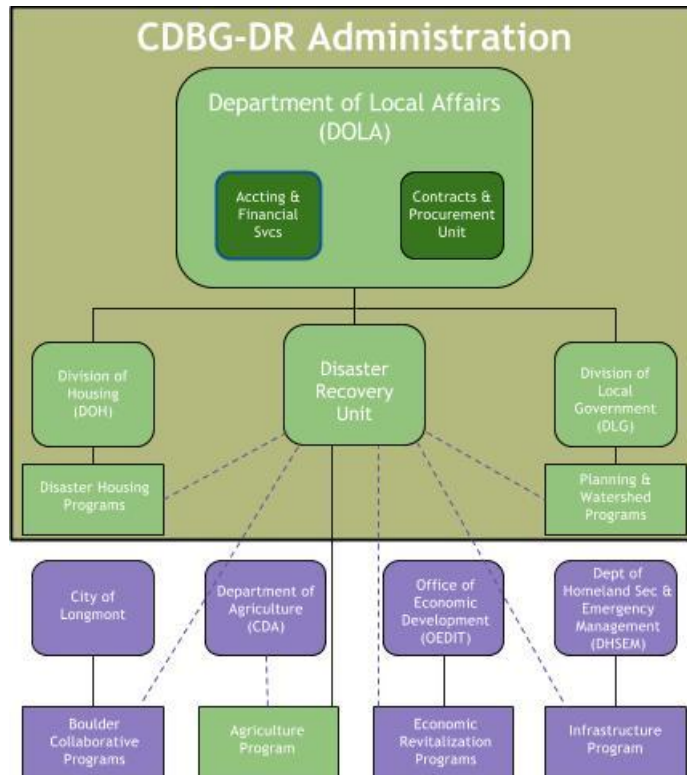 CDBG-DR Administration
Department of Local Affairs
(DOLA)
Accting &
Financial
Svcs
Contracts &
Procurement
Unit
Division of
Housing
(DOH)
Disaster
Recovery
Unit
Division of
Local
Government
(DLG)
Disaster Housing
Programs
Planning &
Watershed
Programs
City of
Longmont
Department of
Agriculture
(CDA)
Office of
Economic
Development
(OEDIT)
Dept of
Homeland Sec &
Emergency
Management
(DHSEM)
Boulder
Collaborative
Programs
Agriculture
Program
Economic
Revitalization
Programs
Infrastructure
Program